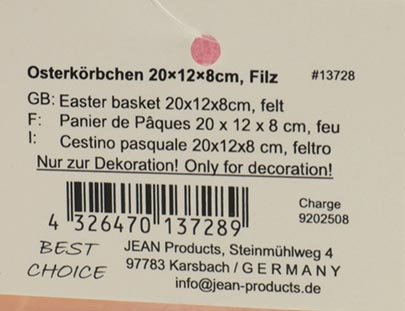 Osterkörbchen 20×12×8cm, Filz #13728
GB: Easter basket 20x12x8cm, felt
F: Panier de Pâques 20 x 12 x 8 cm, feu
I: Cestino pasquale 20x12x8 cm, feltro
Nur zur Dekoration! Only for decoration!
4 326470 137289
Charge
9202508
BEST
CHOICE
JEAN Products, Steinmühlweg 4
97783 Karsbach / GERMANY
info@jean-products.de